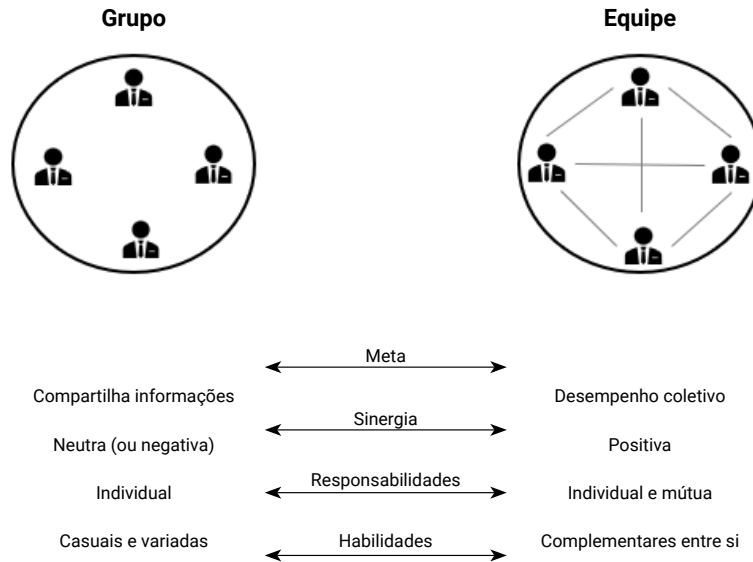 Grupo
Equipe
Meta
Compartilha informações
Desempenho coletivo
Sinergia
Neutra (ou negativa)
Positiva
Responsabilidades
Individual
Individual e mútua
Habilidades
Casuais e variadas
Complementares entre si